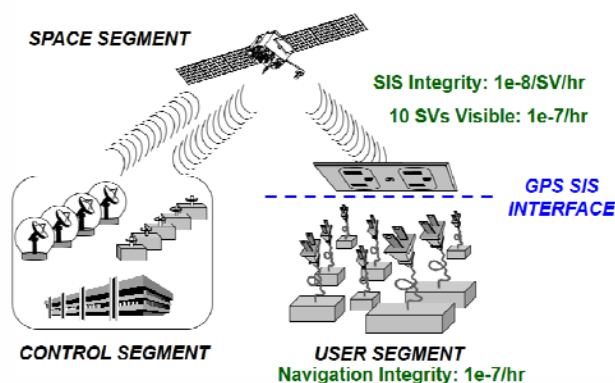 SPACE SEGMENT
SIS Integrity: 1e-8/SV/hr
10 SVs Visible: 1e-7/hr
GPS SIS
INTERFACE
CONTROL SEGMENT
USER SEGMENT
Navigation Integrity: 1e-7/hr